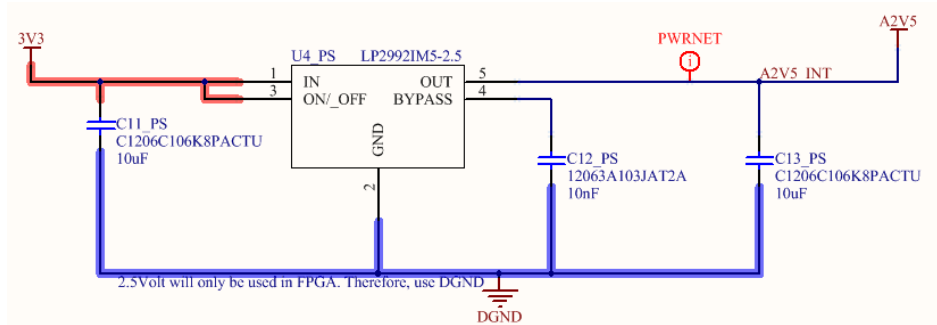 A2V5
3V3
PWRNET
U4_PS LP2992IM5-2.5
i
1 IN OUT 5
A2V5_INT
3 ON/_OFF BYPASS 4
GND
C11_PS
C1206C106K8PACTU
10uF
2
C12_PS
12063A103JAT2A
10nF
C13_PS
C1206C106K8PACTU
10uF
2.5Volt will only be used in FPGA. Therefore, use DGND
DGND